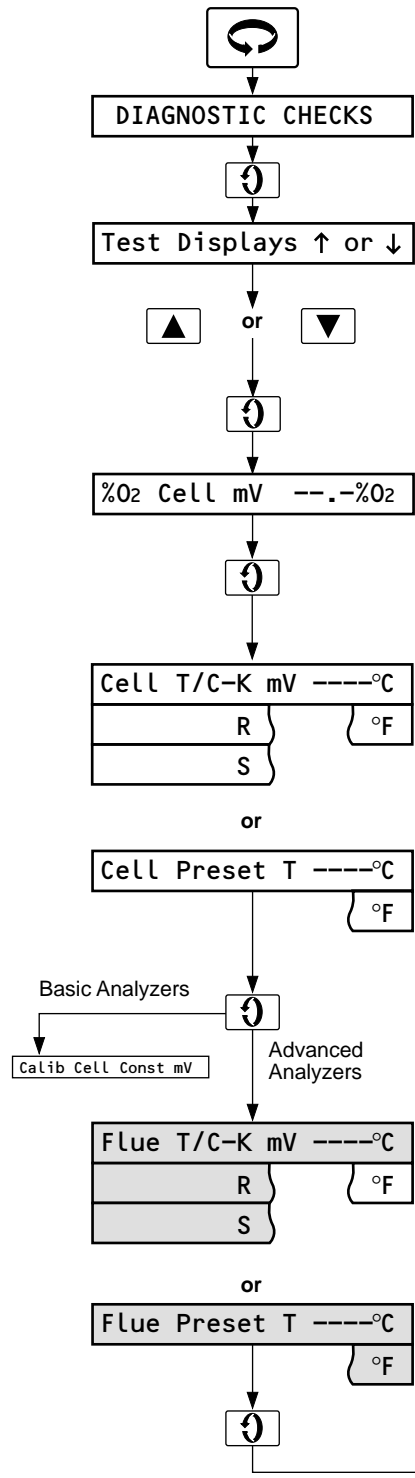 DIAGNOSTIC CHECKS
Test Displays ↑ or ↓
▲ or ▼
%O2 Cell mV --.-%O2
Cell T/C-K mV ----°C
R °F
S
or
Cell Preset T ----°C
°F
Basic Analyzers
Calib Cell Const mV
Advanced
Analyzers
Flue T/C-K mV ----°C
R °F
S
or
Flue Preset T ----°C
°F